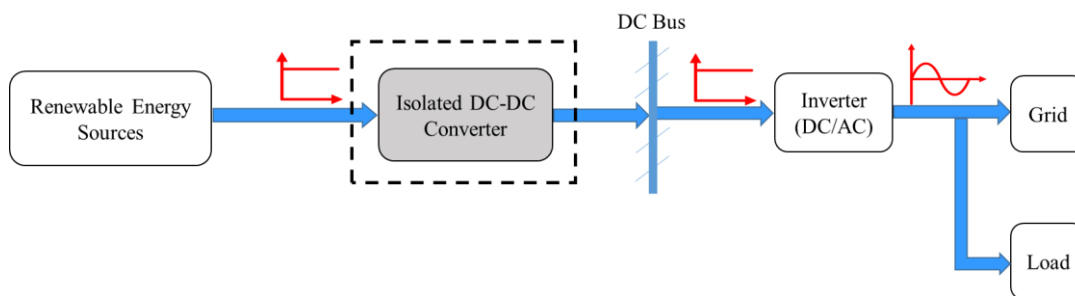 DC Bus
Renewable Energy
Sources
Isolated DC-DC
Converter
Inverter
(DC/AC)
Grid
Load